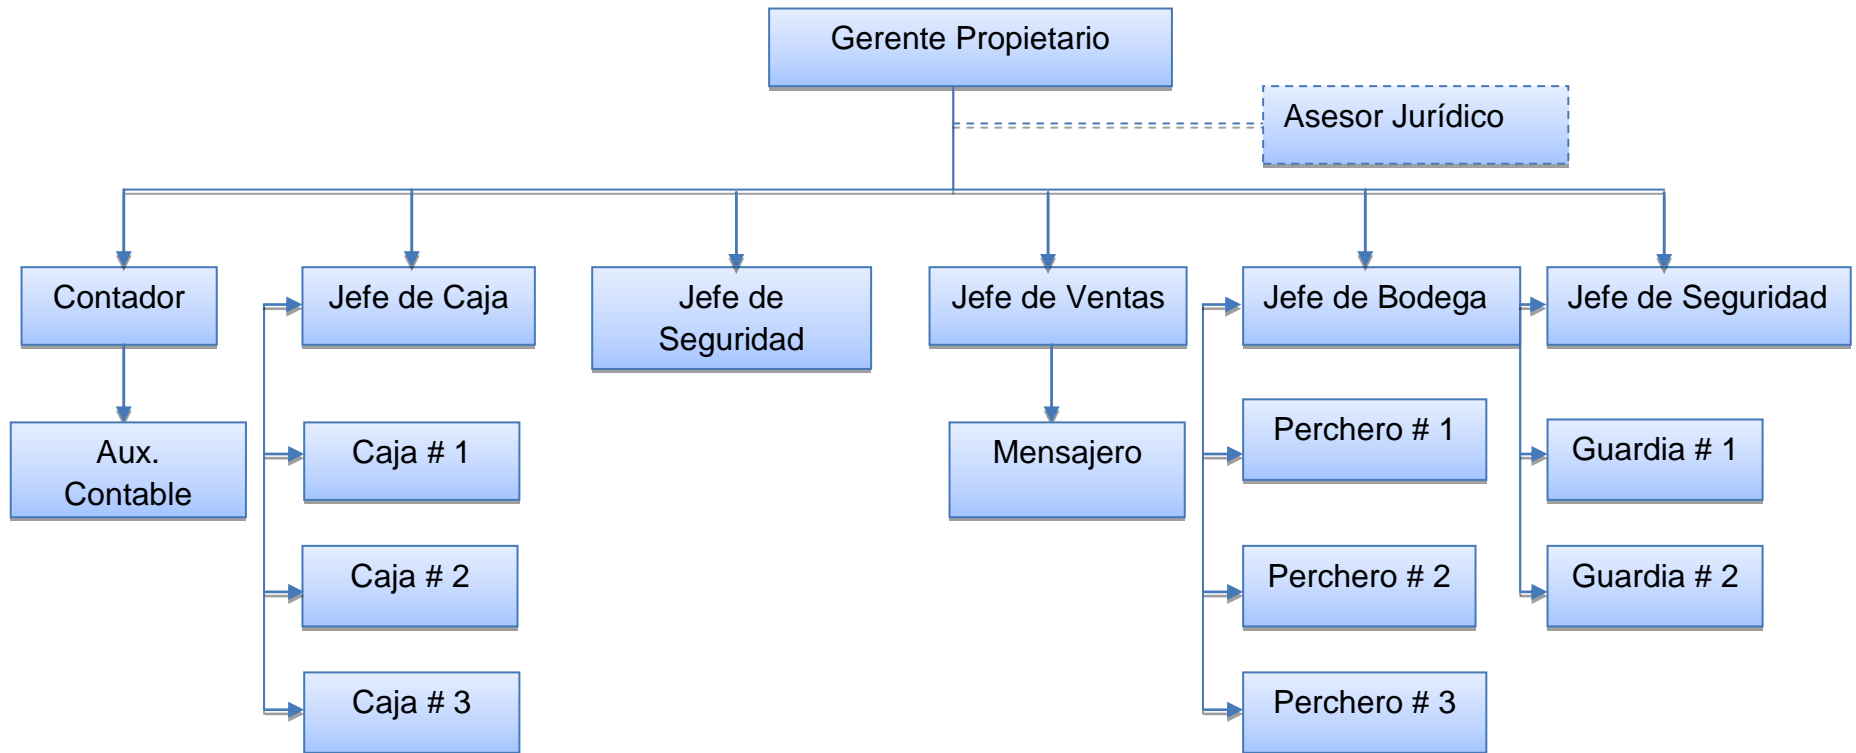 Gerente Propietario
Asesor Jurídico
Contador
Jefe de Caja
Jefe de
Seguridad
Jefe de Ventas
Jefe de Bodega
Jefe de Seguridad
Aux.
Contable
Caja # 1
Mensajero
Perchero # 1
Guardia # 1
Caja # 2
Perchero # 2
Guardia # 2
Caja # 3
Perchero # 3